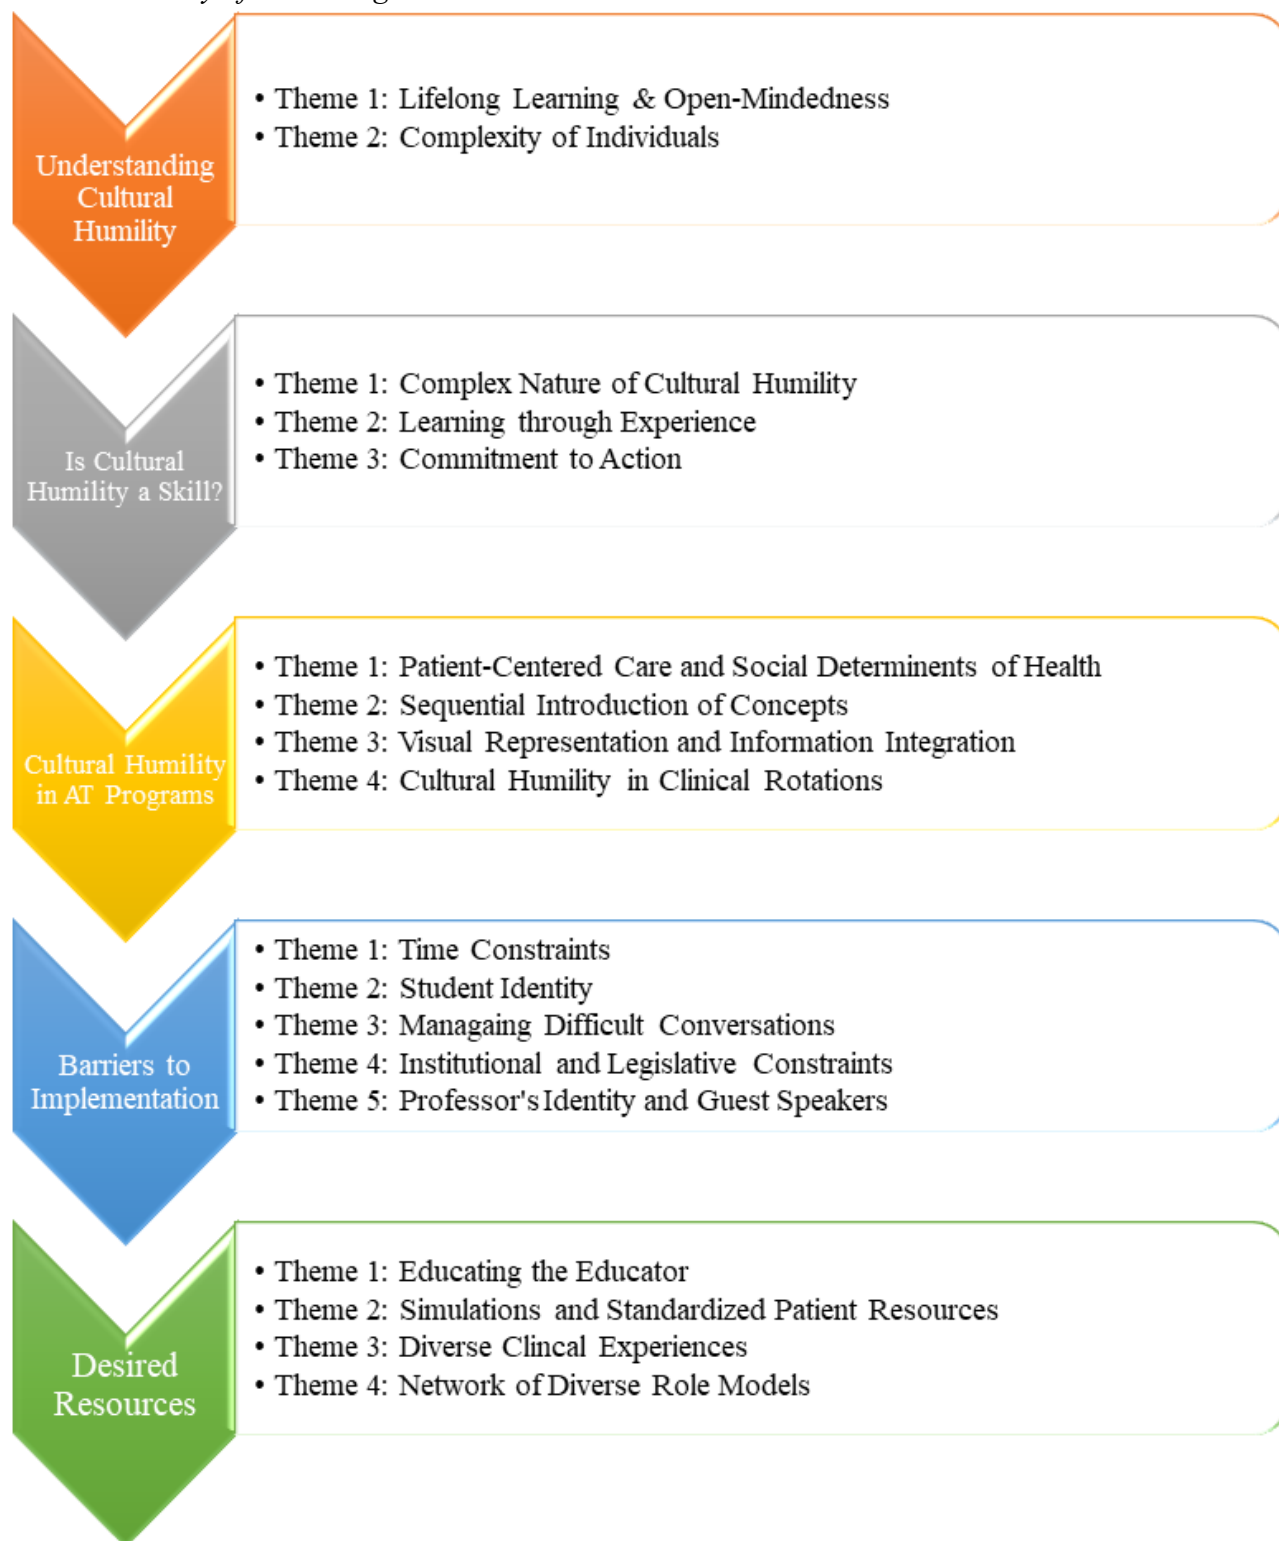 Understanding
Cultural
Humility
• Theme 1: Lifelong Learning & Open-Mindedness
• Theme 2: Complexity of Individuals
Is Cultural
Humility a Skill?
• Theme 1: Complex Nature of Cultural Humility
• Theme 2: Learning through Experience
• Theme 3: Commitment to Action
Cultural Humility
in AT Programs
• Theme 1: Patient-Centered Care and Social Determinents of Health
• Theme 2: Sequential Introduction of Concepts
• Theme 3: Visual Representation and Information Integration
• Theme 4: Cultural Humility in Clinical Rotations
Barriers to
Implementation
• Theme 1: Time Constraints
• Theme 2: Student Identity
• Theme 3: Managaing Difficult Conversations
• Theme 4: Institutional and Legislative Constraints
• Theme 5: Professor's Identity and Guest Speakers
Desired
Resources
• Theme 1: Educating the Educator
• Theme 2: Simulations and Standardized Patient Resources
• Theme 3: Diverse Clincal Experiences
• Theme 4: Network of Diverse Role Models